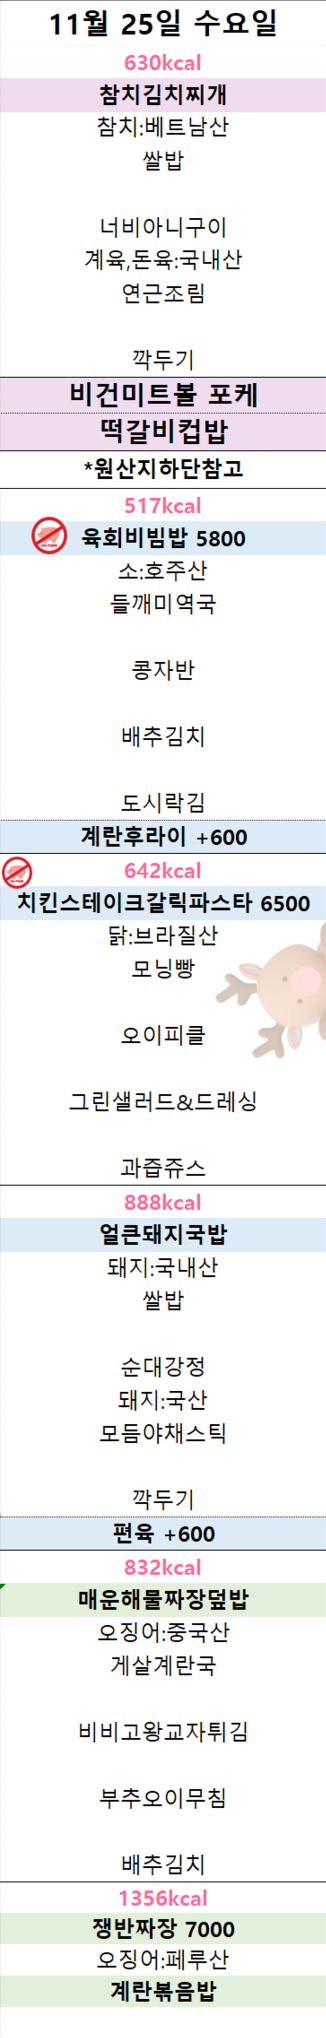 11월 25일 수요일
630kcal
참치김치찌개
참치:베트남산
쌀밥
너비아니구이
계육,돈육:국내산
연근조림
깍두기
비건미트볼 포케
떡갈비컵밥
*원산지하단참고
517kcal
육회비빔밥 5800
소:호주산
들깨미역국
콩자반
배추김치
도시락김
계란후라이 +600
642kcal
치킨스테이크갈릭파스타 6500
닭:브라질산
모닝빵
오이피클
그린샐러드&드레싱
과즙쥬스
888kcal
얼큰돼지국밥
돼지:국내산
쌀밥
순대강정
돼지:국산
모듬야채스틱
깍두기
편육 +600
832kcal
매운해물짜장덮밥
오징어:중국산
게살계란국
비비고왕교자튀김
부추오이무침
배추김치
1356kcal
쟁반짜장 7000
오징어:페루산
계란볶음밥